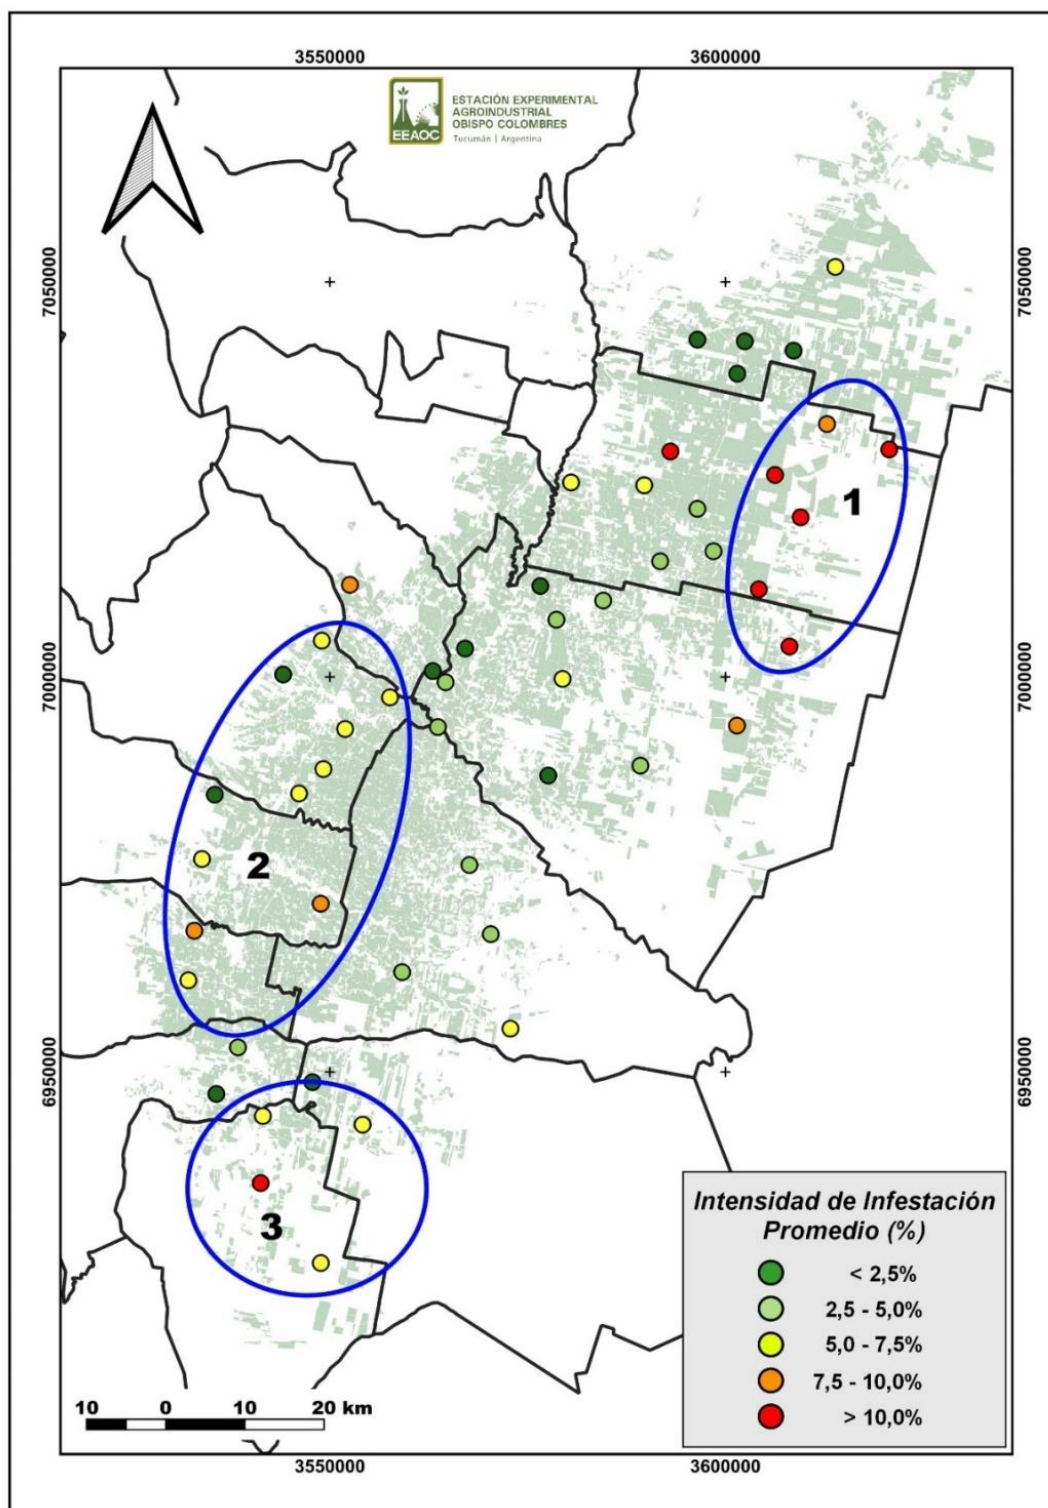 3550000 3600000
ESTACIÓN EXPERIMENTAL
AGROINDUSTRIAL
OBISPO COLOMBRES
EEAOC
Tucumán | Argentina
7050000 7050000
1
7000000 7000000
2
6950000 6950000
3
Intensidad de Infestación
Promedio (%)
< 2,5%
2,5 - 5,0%
5,0 - 7,5%
7,5 - 10,0%
> 10,0%
10 0 10 20 km
3550000 3600000